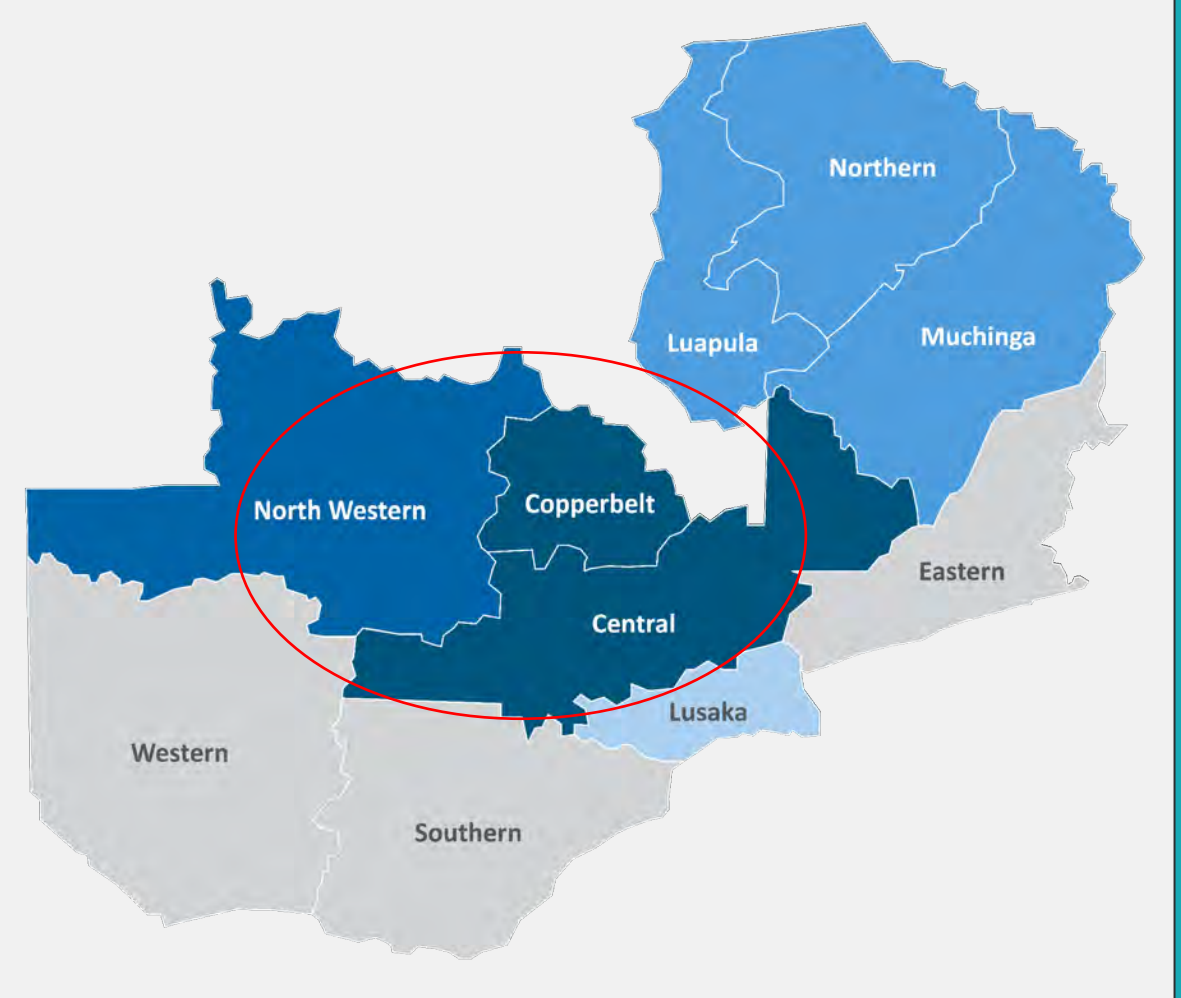 Northern
Luapula
Muchinga
North Western
Copperbelt
Eastern
Central
Lusaka
Western
Southern